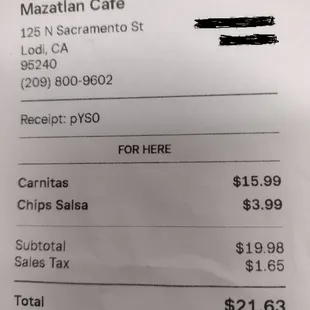 Mazatlan Cafe
125 N Sacramento St
Lodi, CA
95240
(209) 800-9602
Receipt: pYSO
FOR HERE
Carnitas $15.99
Chips Salsa $3.99
Subtotal $19.98
Sales Tax $1.65
Total $21.63